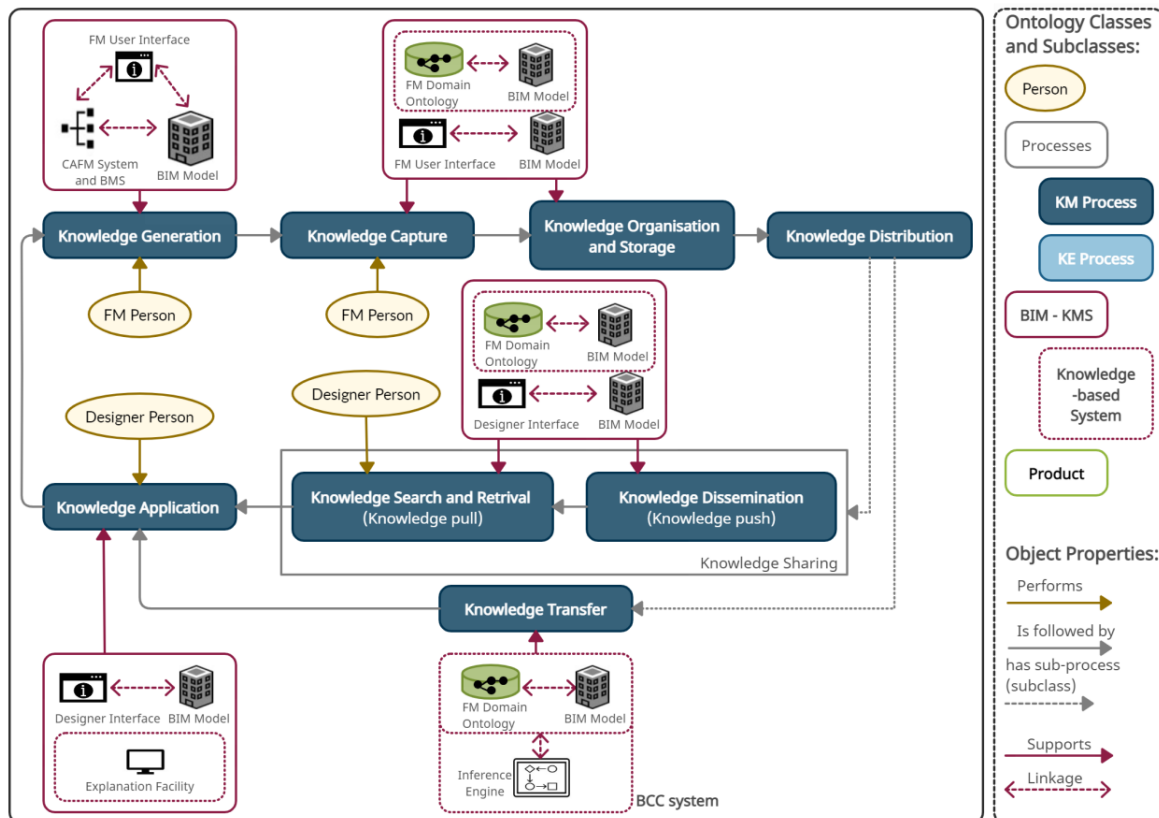 FM User Interface
CAFM System
and BMS
BIM Model
FM Domain
Ontology
BIM Model
FM User Interface
BIM Model
Knowledge Generation
Knowledge Capture
Knowledge Organisation
and Storage
Knowledge Distribution
FM Person
FM Person
FM Domain
Ontology
BIM Model
Designer Interface
BIM Model
Designer Person
Designer Person
Knowledge Application
Knowledge Search and Retrival
(Knowledge pull)
Knowledge Dissemination
(Knowledge push)
Knowledge Sharing
Knowledge Transfer
Designer Interface
BIM Model
Explanation Facility
FM Domain
Ontology
BIM Model
Inference
Engine
BCC system
Ontology Classes
and Subclasses:
Person
Processes
KM Process
KE Process
BIM - KMS
Knowledge
-based
System
Product
Object Properties:
Performs
Is followed by
has sub-process
(subclass)
Supports
Linkage